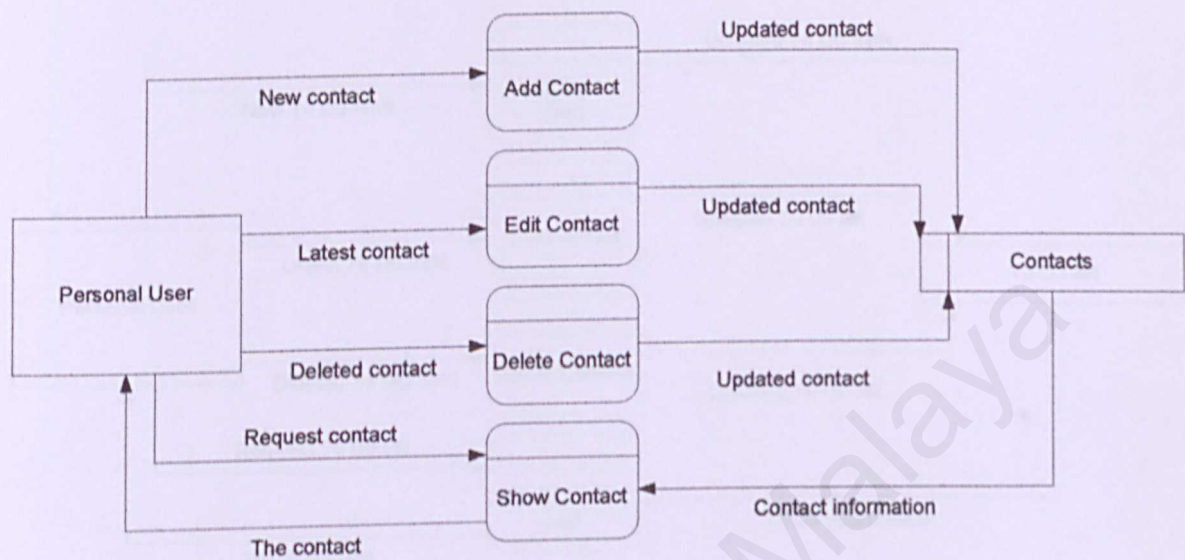 Updated contact
Add Contact
New contact
Updated contact
Edit Contact
Latest contact
Contacts
Personal User
Delete Contact
Deleted contact
Updated contact
Request contact
Show Contact
Contact information
The contact
Malaya